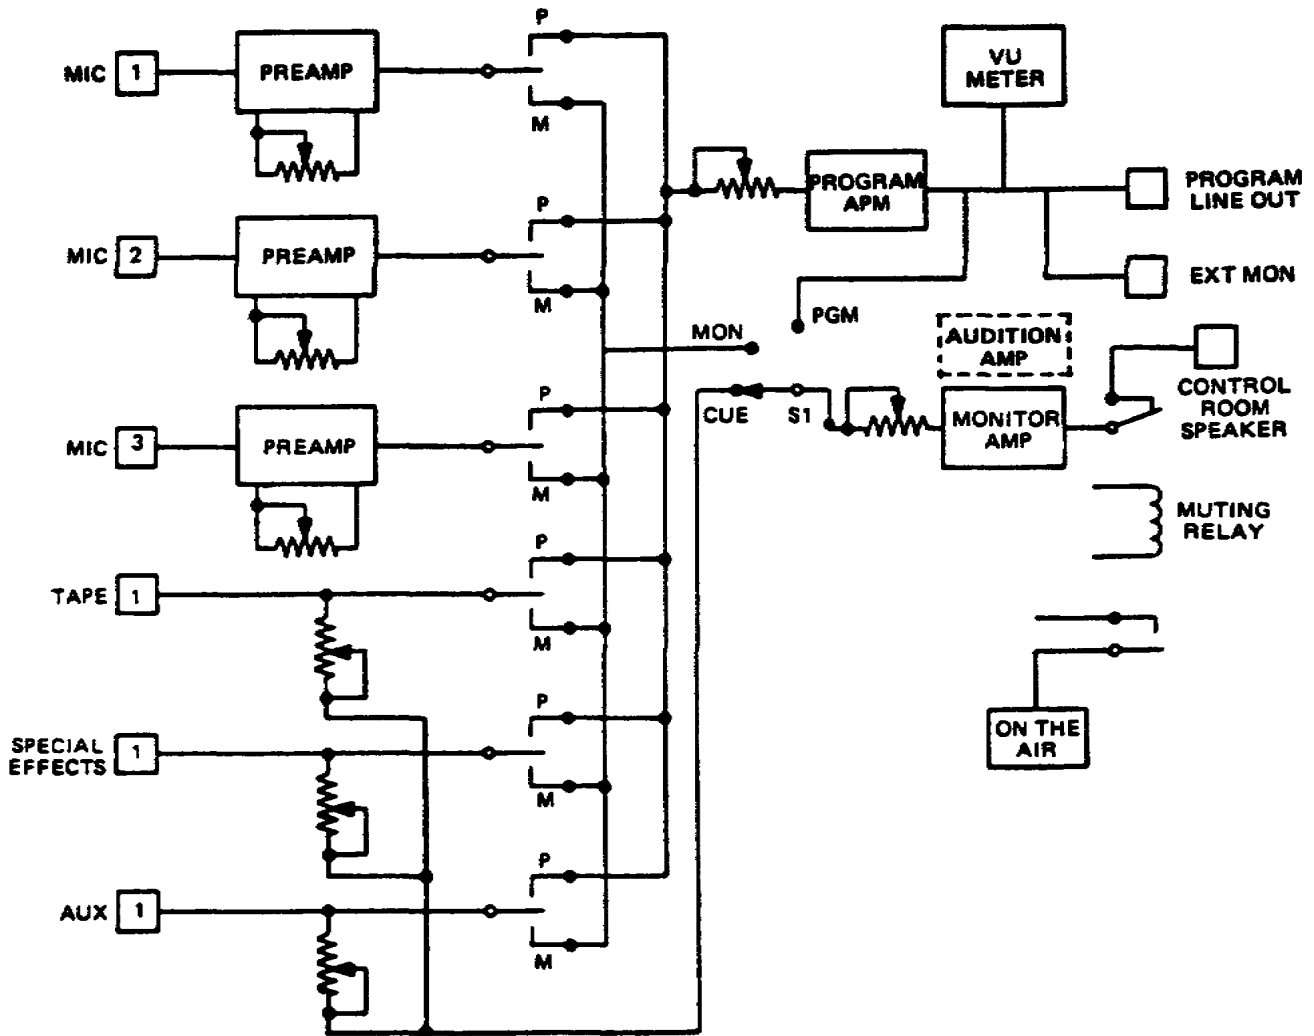 P
MIC 1
PREAMP
M
VU
METER
PROGRAM
APM
PROGRAM
LINE OUT
P
MIC 2
PREAMP
M
EXT MON
PGM
MON
AUDITION
AMP
CONTROL
ROOM
SPEAKER
CUE
S1
MONITOR
AMP
P
MIC 3
PREAMP
M
MUTING
RELAY
P
TAPE 1
M
P
SPECIAL
EFFECTS
1
M
ON THE
AIR
P
AUX 1
M